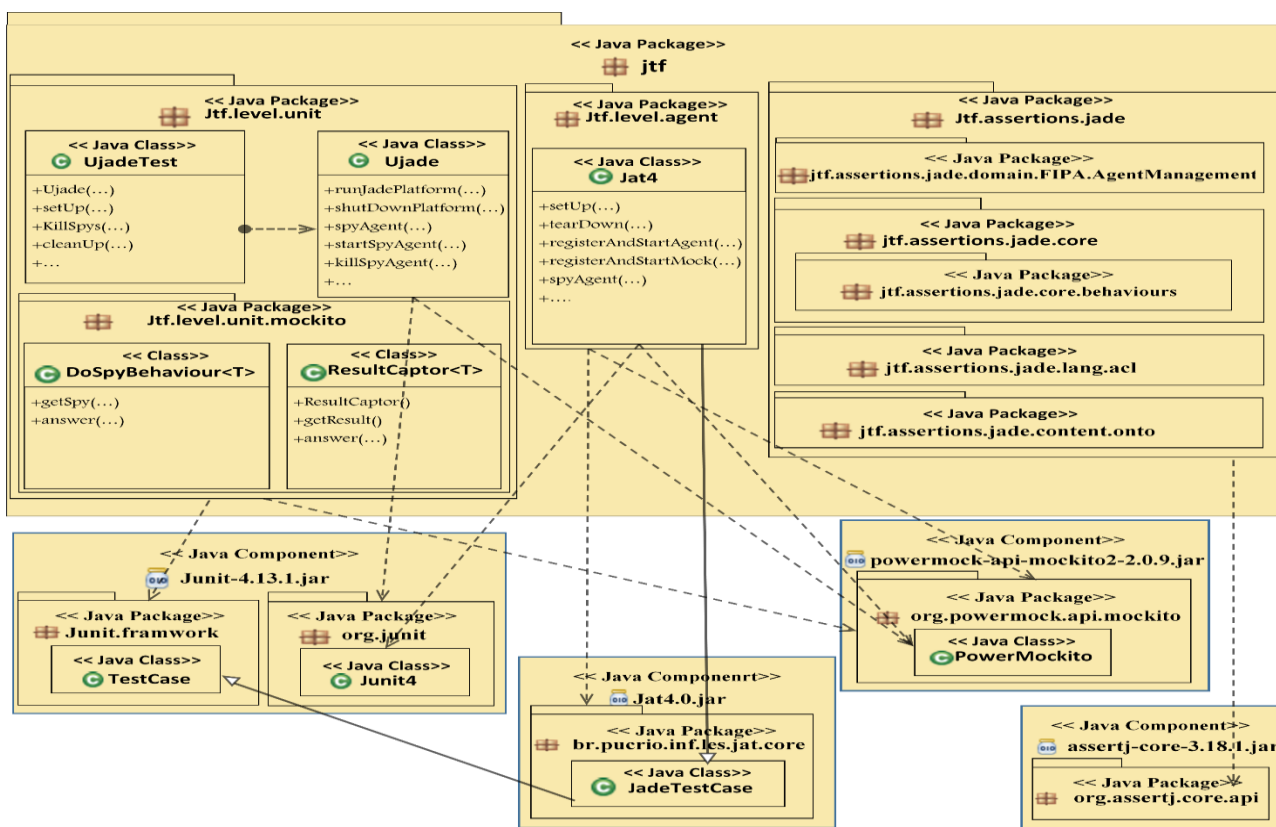 << Java Package>>
jtf
<< Java Package>>
Jtf.level.unit
<< Java Class>>
UjadeTest
+Ujade(...)
+setUp(...)
+KillSpys(...)
+cleanUp(...)
+...
<< Java Class>>
Ujade
+runJadePlatform(...)
+shutDownPlatform(...)
+spyAgent(...)
+startSpyAgent(...)
+killSpyAgent(...)
+...
<< Java Package>>
Jtf.level.unit.mockito
<< Class>>
DoSpyBehaviour<T>
+getSpy(...)
+answer(...)
<< Class>>
ResultCaptor<T>
+ResultCaptor()
+getResult()
+answer(...)
<< Java Package>>
Jtf.level.agent
<< Java Class>>
Jat4
+setUp(...)
+tearDown(...)
+registerAndStartAgent(...)
+registerAndStartMock(...)
+spyAgent(...)
+....
<< Java Package>>
Jtf.assertions.jade
<< Java Package>>
jtf.assertions.jade.domain.FIPA.AgentManagement
<< Java Package>>
jtf.assertions.jade.core
<< Java Package>>
jtf.assertions.jade.core.behaviours
<< Java Package>>
jtf.assertions.jade.lang.acl
<< Java Package>>
jtf.assertions.jade.content.onto
<< Java Component>>
Junit-4.13.1.jar
<< Java Package>>
Junit.framwork
<< Java Class>>
TestCase
<< Java Package>>
org.junit
<< Java Class>>
Junit4
<< Java Componenrt>>
Jat4.0.jar
<< Java Package>>
br.pucrio.inf.les.jat.core
<< Java Class>>
JadeTestCase
<< Java Component>>
powermock-api-mockito2-2.0.9.jar
<< Java Package>>
org.powermock.api.mockito
<< Java Class>>
PowerMockito
<< Java Component>>
assertj-core-3.18.1.jar
<< Java Package>>
org.assertj.core.api